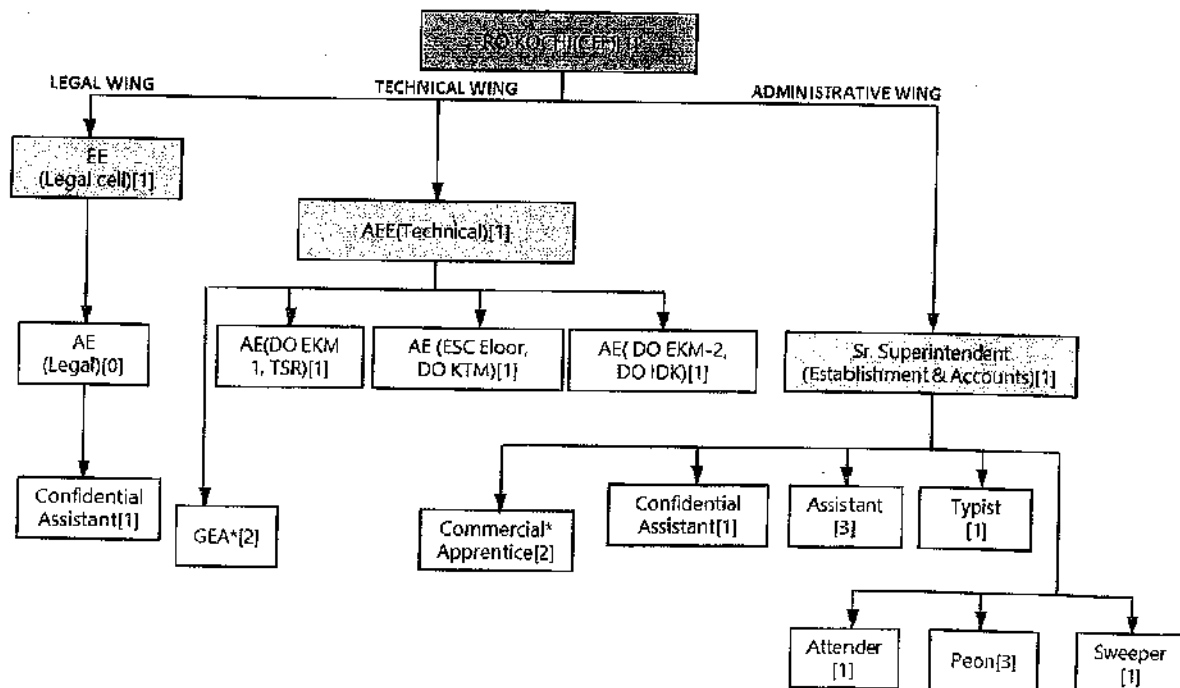 RO KOCHI(CEE)[1]
LEGAL WING
TECHNICAL WING
ADMINISTRATIVE WING
EE
(Legal cell)[1]
AEE(Technical)[1]
AE
(Legal)[0]
AE(DO EKM
1, TSR)[1]
AE (ESC Eloor,
DO KTM)[1]
AE( DO EKM-2,
DO IDK)[1]
Sr. Superintendent
(Establishment & Accounts)[1]
Confidential
Assistant[1]
GEA*[2]
Commercial*
Apprentice[2]
Confidential
Assistant[1]
Assistant
[3]
Typist
[1]
Attender
[1]
Peon[3]
Sweeper
[1]